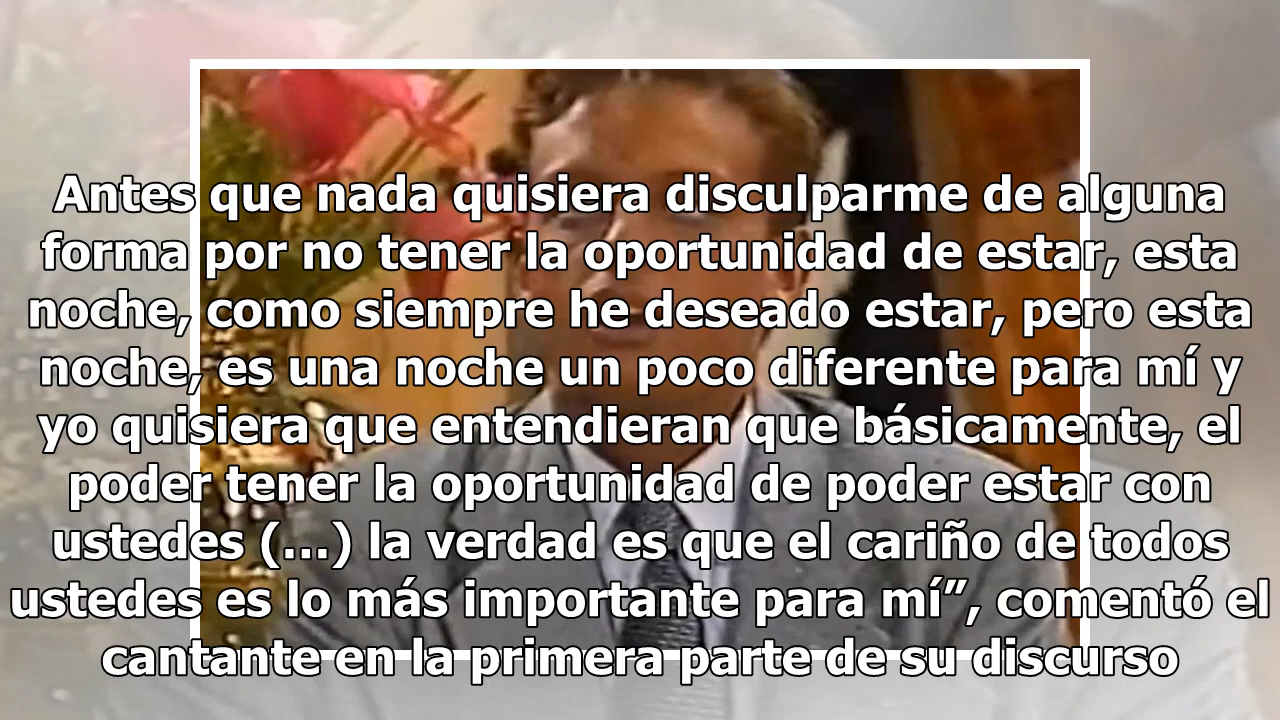 Antes que nada quisiera disculparme de alguna
forma por no tener la oportunidad de estar, esta
noche, como siempre he deseado estar, pero esta
noche, es una noche un poco diferente para mí y
yo quisiera que entendieran que básicamente, el
poder tener la oportunidad de poder estar con
ustedes (...) la verdad es que el cariño de todos
ustedes es lo más importante para mí”, comentó el
cantante en la primera parte de su discurso